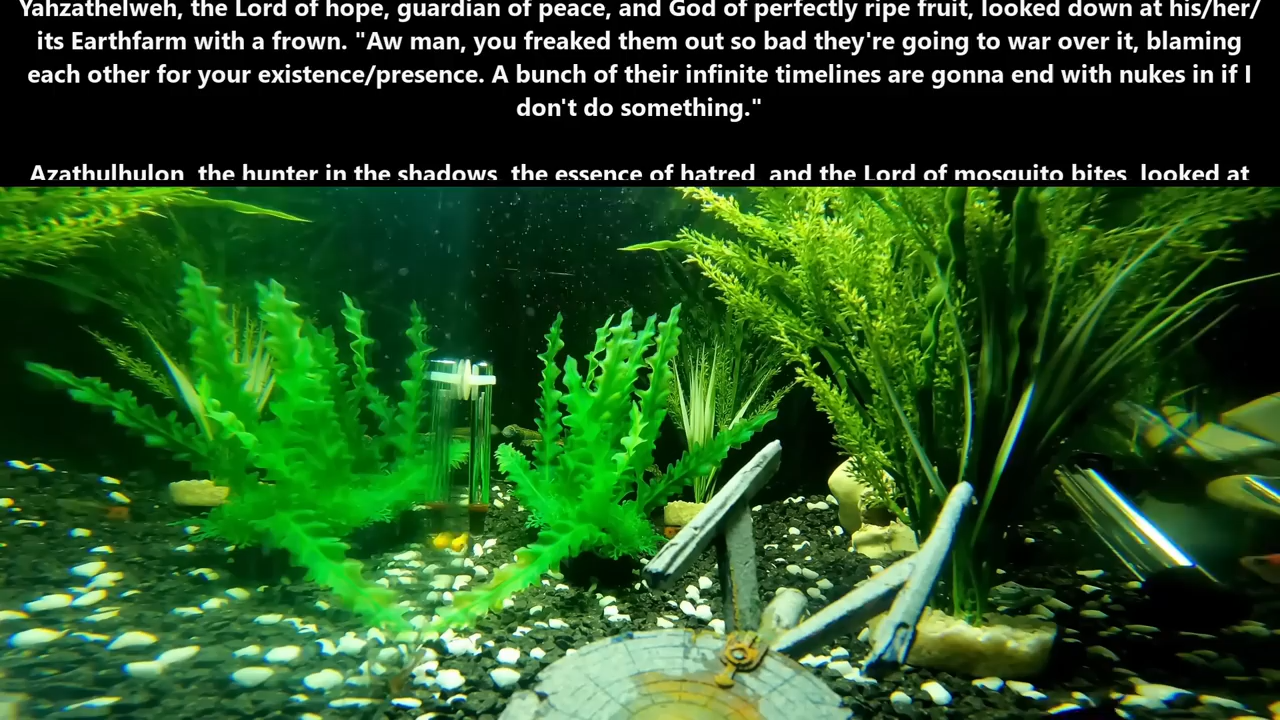 Yahzathelweh, the Lord of hope, guardian of peace, and God of perfectly ripe fruit, looked down at his/her/
its Earthfarm with a frown. "Aw man, you freaked them out so bad they're going to war over it, blaming
each other for your existence/presence. A bunch of their infinite timelines are gonna end with nukes in if I
don't do something."
Azathulhulon, the hunter in the shadows, the essence of hatred, and the Lord of mosquito bites, looked at